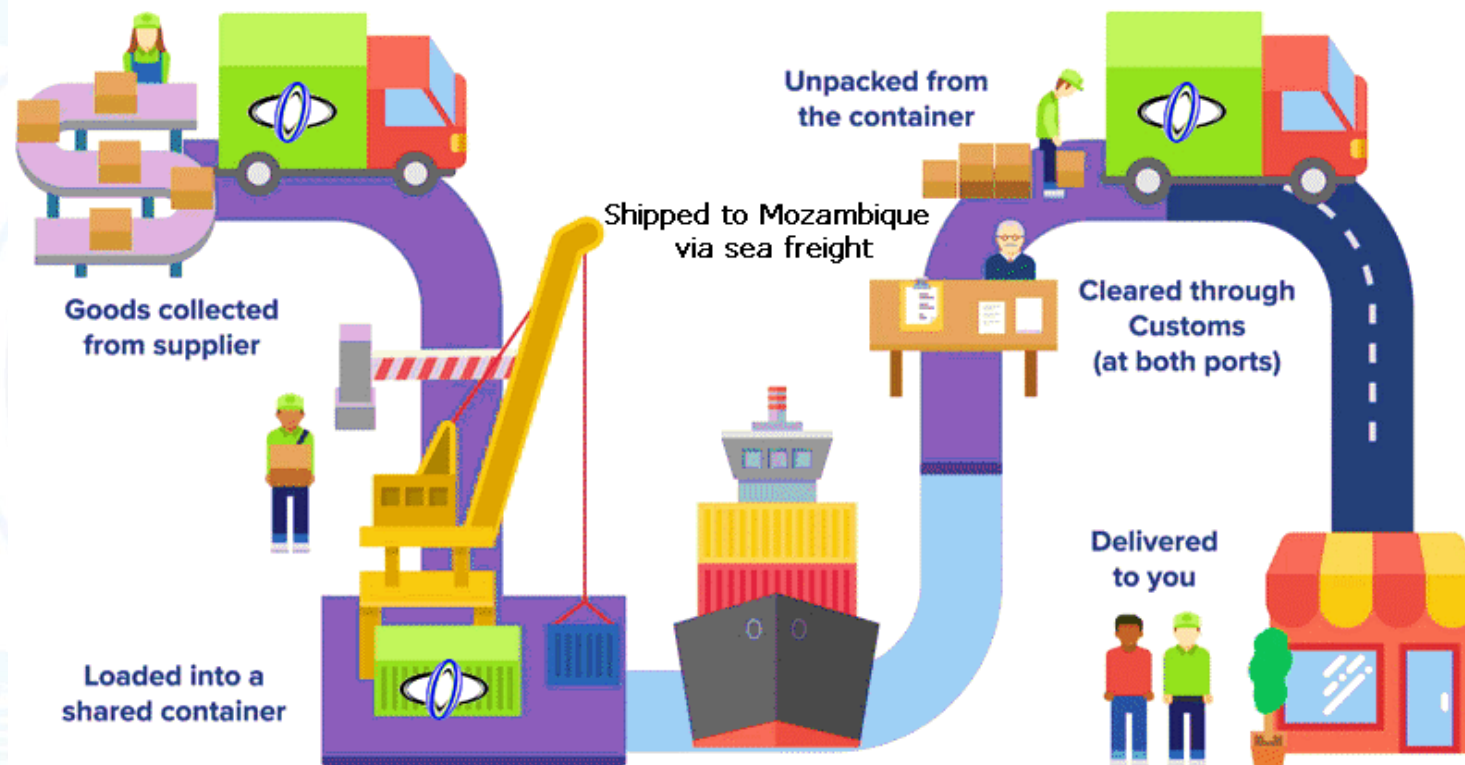 Goods collected
from supplier
Loaded into a
shared container
Shipped to Mozambique
via sea freight
Unpacked from
the container
Cleared through
Customs
(at both ports)
Delivered
to you